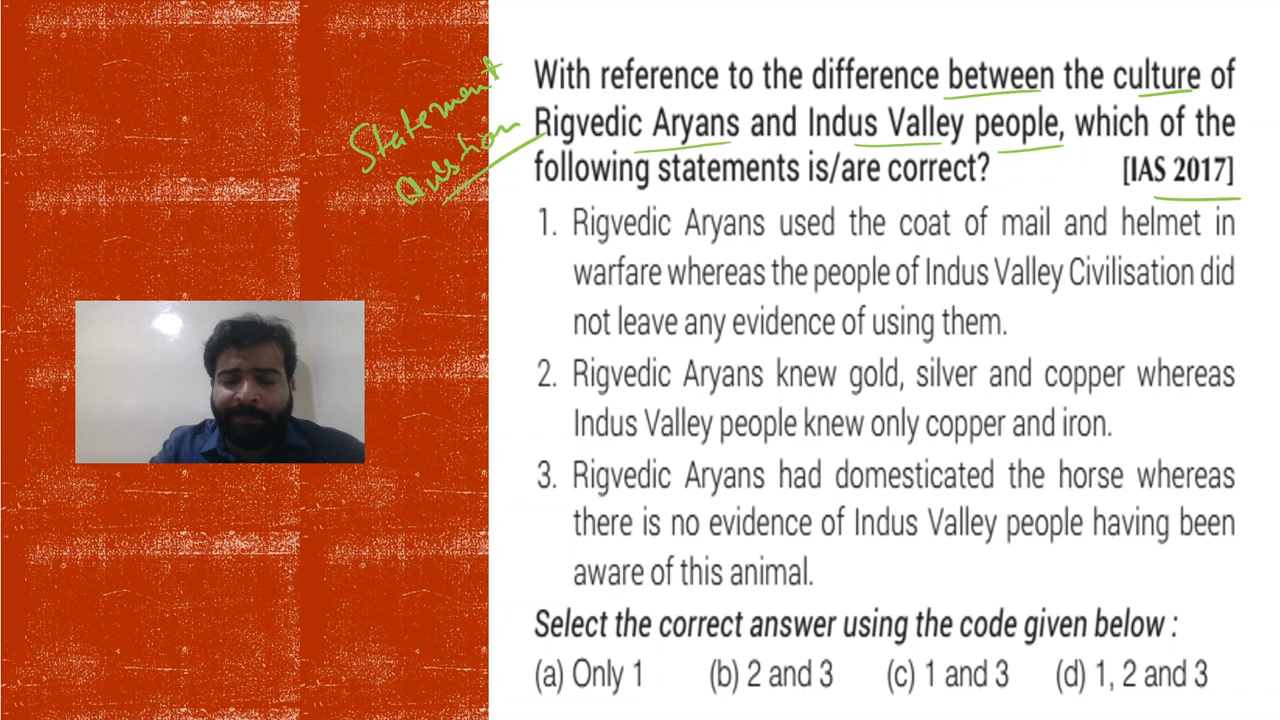 Statement
Question
With reference to the difference between the culture of
Rigvedic Aryans and Indus Valley people, which of the
following statements is/are correct? [IAS 2017]
1. Rigvedic Aryans used the coat of mail and helmet in
warfare whereas the people of Indus Valley Civilisation did
not leave any evidence of using them.
2. Rigvedic Aryans knew gold, silver and copper whereas
Indus Valley people knew only copper and iron.
3. Rigvedic Aryans had domesticated the horse whereas
there is no evidence of Indus Valley people having been
aware of this animal.
Select the correct answer using the code given below :
(a) Only 1 (b) 2 and 3 (c) 1 and 3 (d) 1, 2 and 3